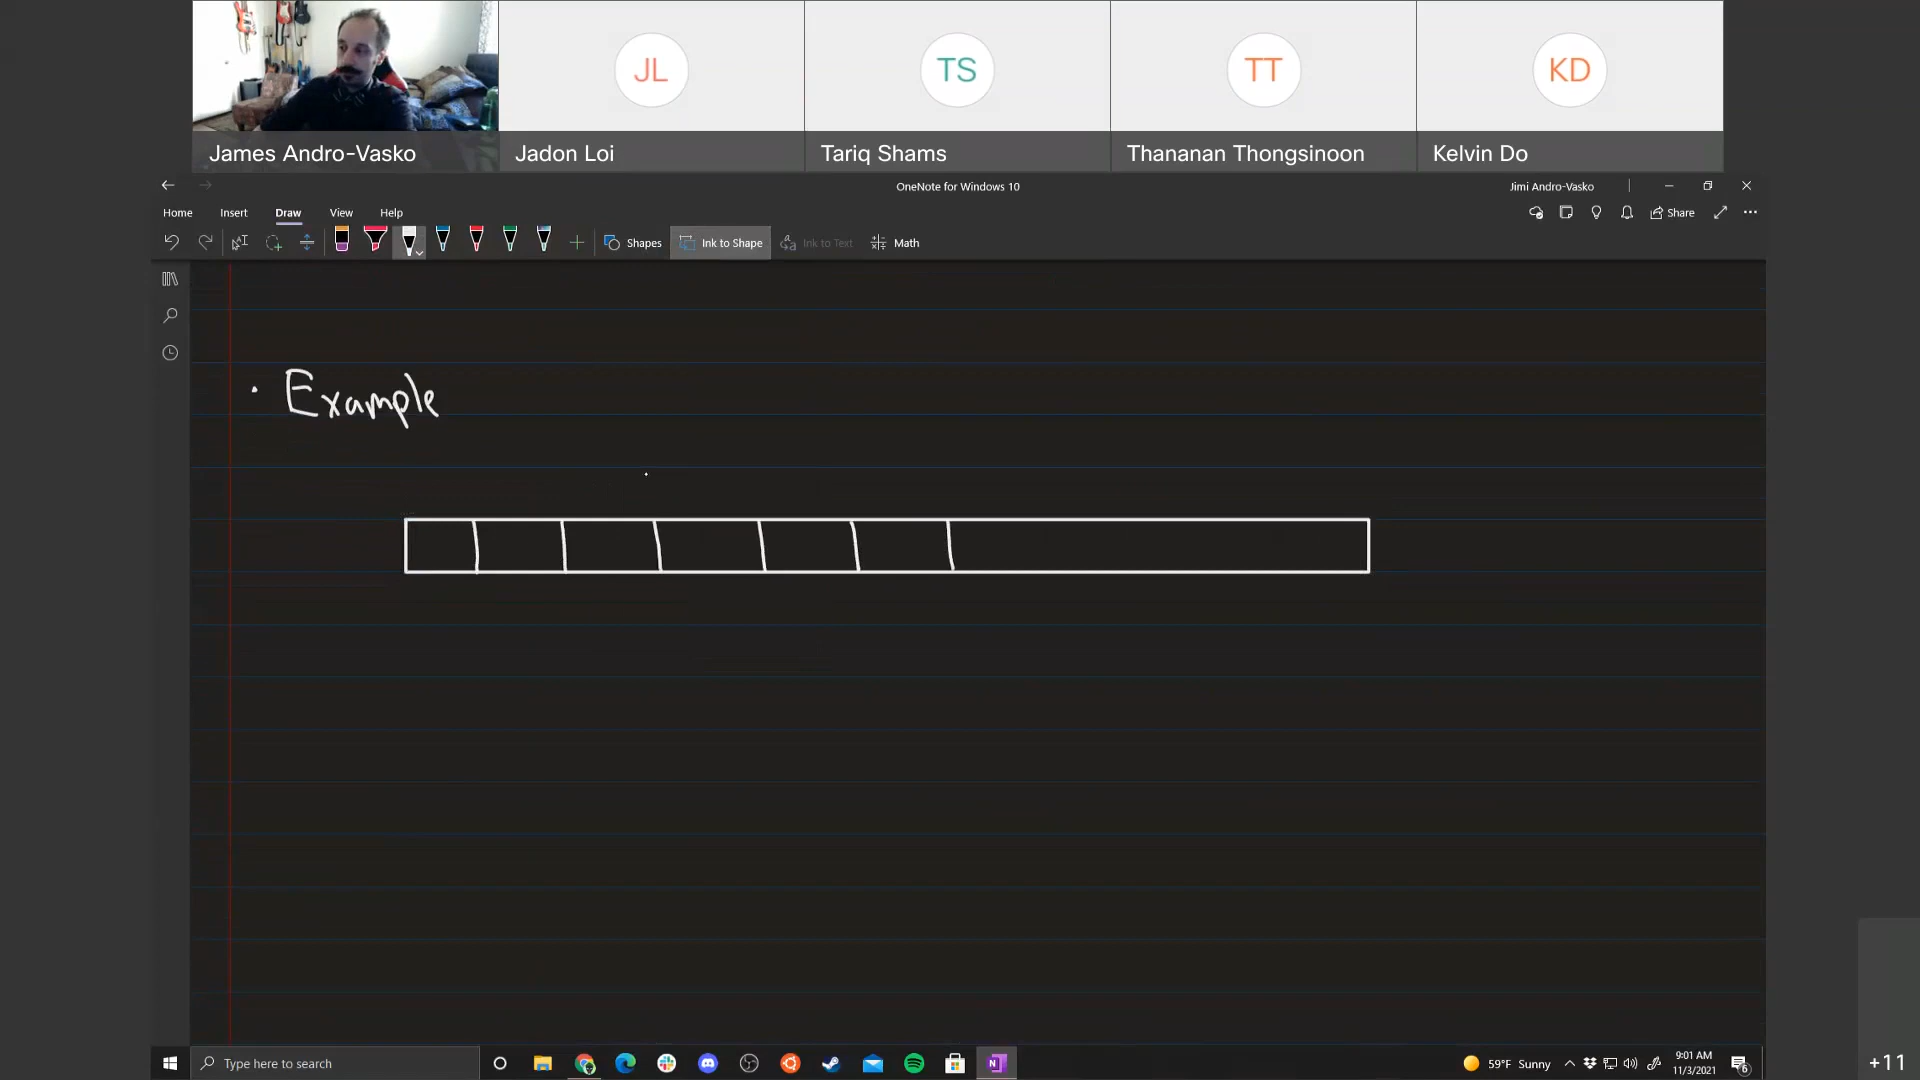 JL
TS
TT
KD
James Andro-Vasko
Jadon Loi
Tariq Shams
Thananan Thongsinoon
Kelvin Do
OneNote for Windows 10
Jimi Andro-Vasko
Home
Insert
Draw
View
Help
Share
Shapes
Ink to Shape
Ink to Text
Math
• Example
Type here to search
59°F Sunny
9:01 AM
11/3/2021
6
+11